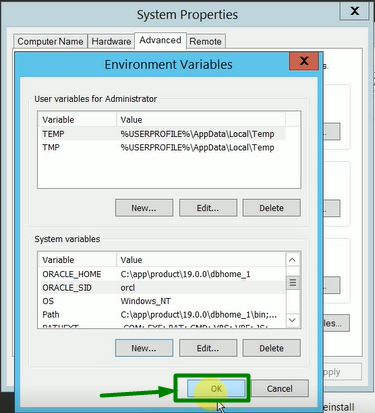 System Properties
X
Computer Name Hardware Advanced Remote
Environment Variables
X
s.
User variables for Administrator
Variable Value
TEMP %USERPROFILE%\AppData\Local\Temp
TMP %USERPROFILE%\AppData\Local\Temp
New... Edit... Delete
System variables
Variable Value
ORACLE_HOME C:\app\product\19.0.0\dbhome_1
ORACLE_SID orcl
OS Windows_NT
Path C:\app\product\19.0.0\dbhome_1\bin;...
les...
New... Edit... Delete
pply
OK Cancel
einstall